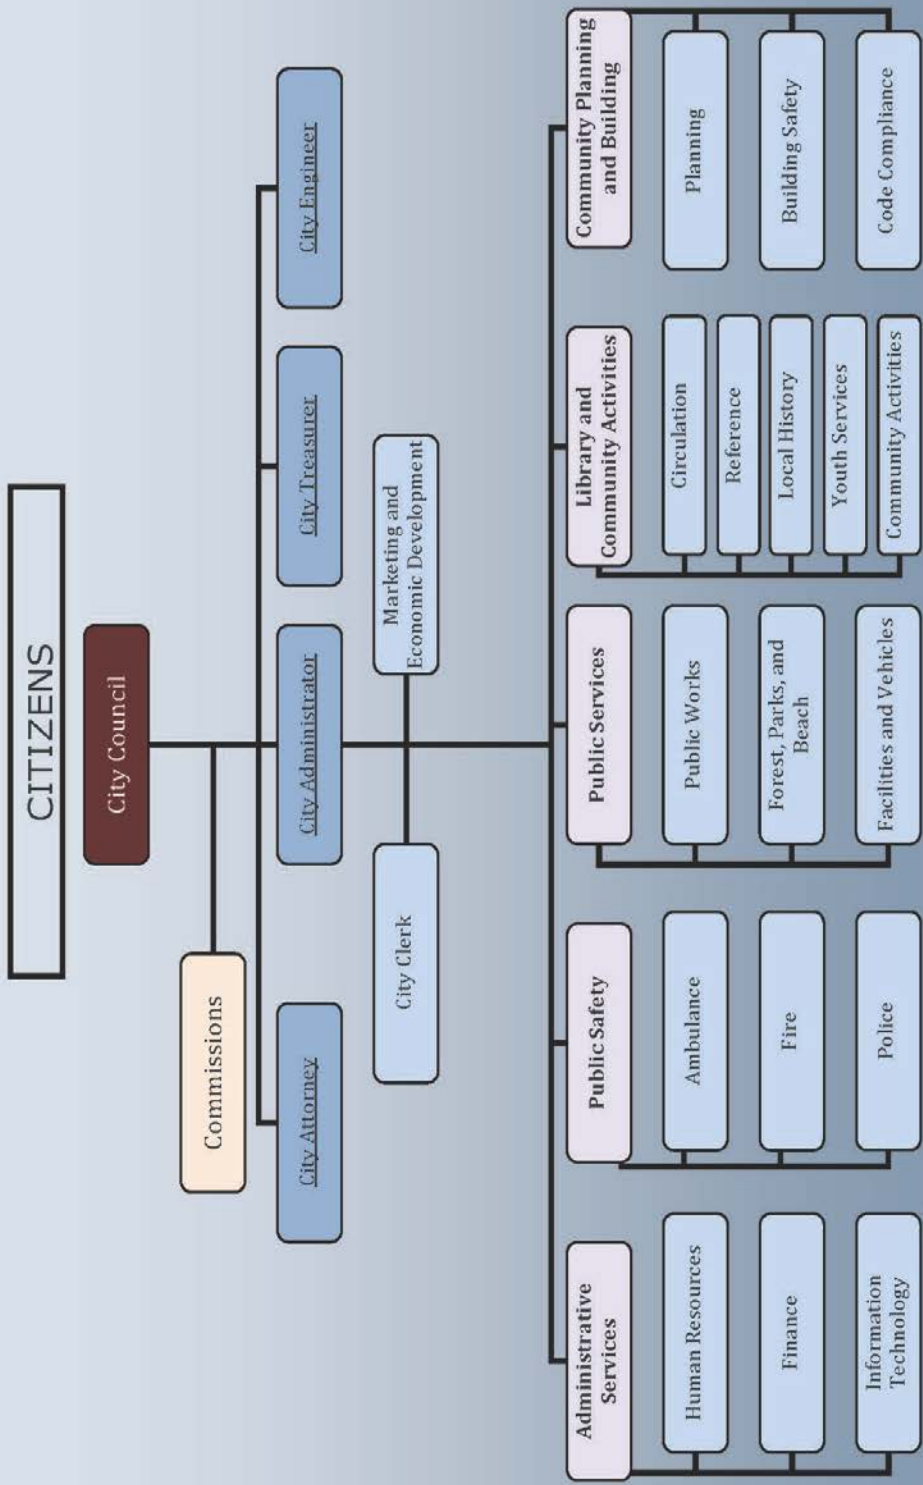 CITIZENS
City Council
Commissions
City Attorney
City Administrator
City Treasurer
City Engineer
City Clerk
Marketing and
Economic Development
Administrative
Services
Human Resources
Finance
Information
Technology
Public Safety
Ambulance
Fire
Police
Public Services
Public Works
Forest, Parks, and
Beach
Facilities and Vehicles
Library and
Community Activities
Circulation
Reference
Local History
Youth Services
Community Activities
Community Planning
and Building
Planning
Building Safety
Code Compliance